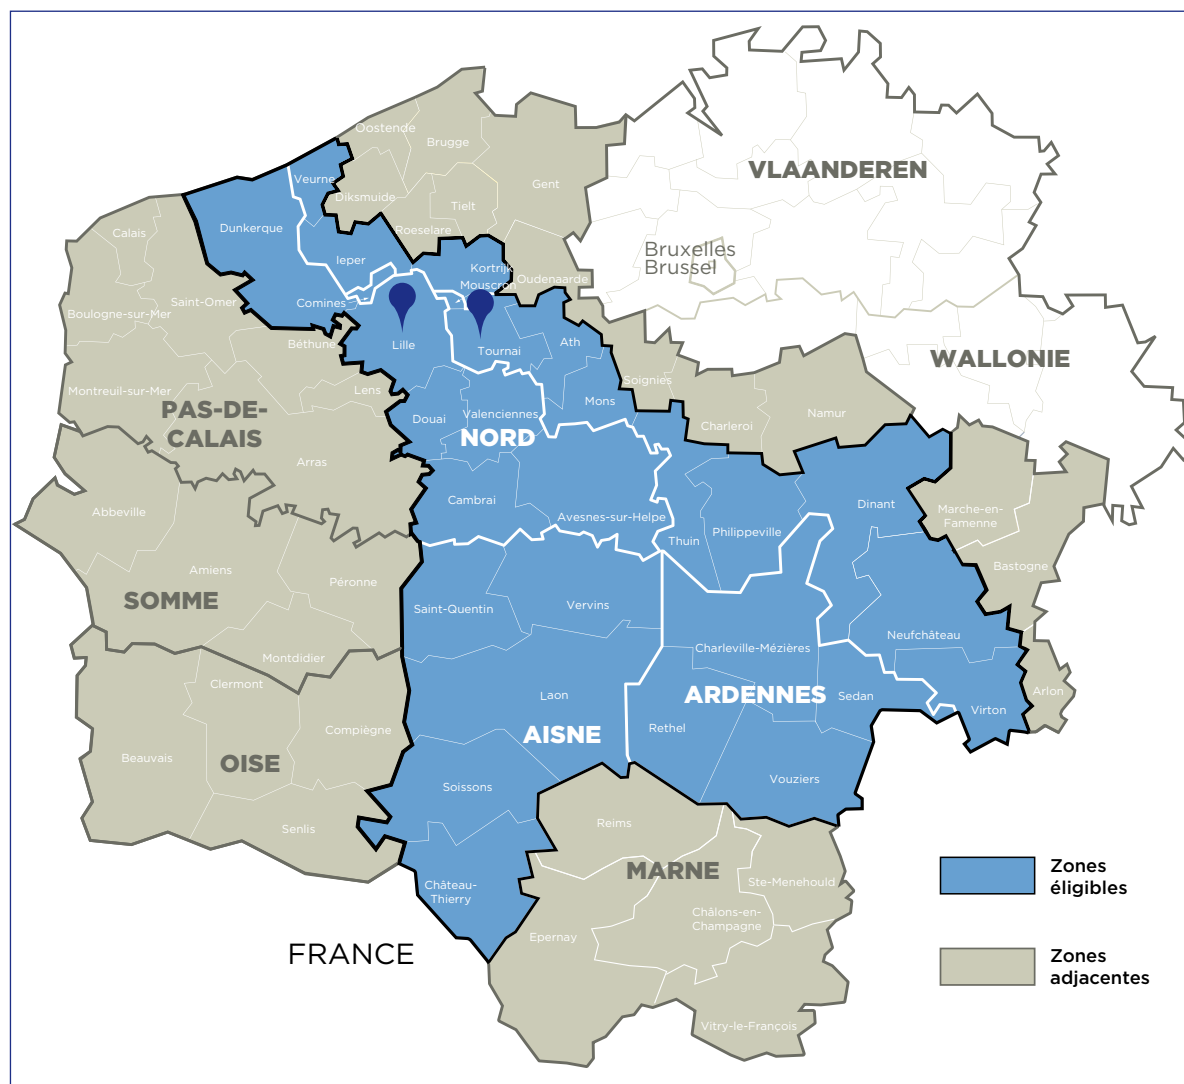 Oostende
Brugge
VLAANDEREN
Veurne
Diksmuide
Gent
Tielt
Dunkerque
Calais
Roeselare
Bruxelles
Brussel
Ieper
Kortrijk
Oudenaarde
Mouscron
Comines
Saint-Omer
Boulogne-sur-Mer
Béthune
Lille
Tournai
Ath
WALLONIE
Soignies
Montreuil-sur-Mer
Lens
Mons
PAS-DE-
CALAIS
Douai
Valenciennes
NORD
Charleroi
Namur
Arras
Cambrai
Dinant
Abbeville
Avesnes-sur-Helpe
Marche-en-
Famenne
Thuin
Philippeville
Amiens
Péronne
Bastogne
SOMME
Saint-Quentin
Vervins
Neufchâteau
Montdidier
Charleville-Mézières
Clermont
Laon
ARDENNES
Sedan
Arlon
Virton
Compiègne
Rethel
AISNE
Beauvais
OISE
Soissons
Vouziers
Senlis
Reims
MARNE
Ste-Menehould
Château-
Thierry
Châlons-en-
Champagne
Epernay
FRANCE
Vitry-le-François
Zones
éligibles
Zones
adjacentes